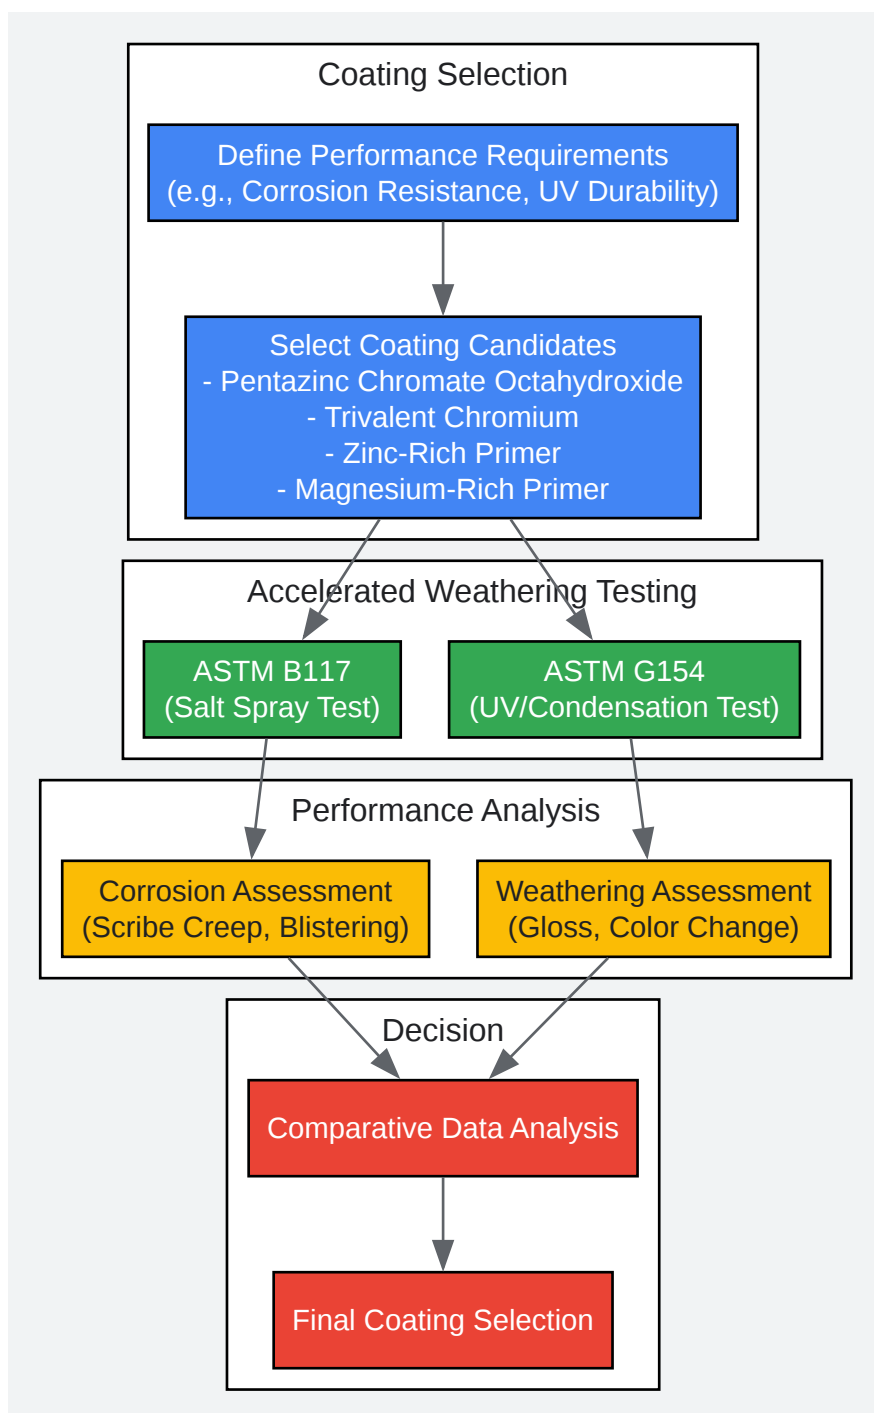 Coating Selection
Define Performance Requirements
(e.g., Corrosion Resistance, UV Durability)
Select Coating Candidates
- Pentazinc Chromate Octahydroxide
- Trivalent Chromium
- Zinc-Rich Primer
- Magnesium-Rich Primer
Accelerated Weathering Testing
ASTM B117
(Salt Spray Test)
ASTM G154
(UV/Condensation Test)
Performance Analysis
Corrosion Assessment
(Scribe Creep, Blistering)
Weathering Assessment
(Gloss, Color Change)
Decision
Comparative Data Analysis
Final Coating Selection